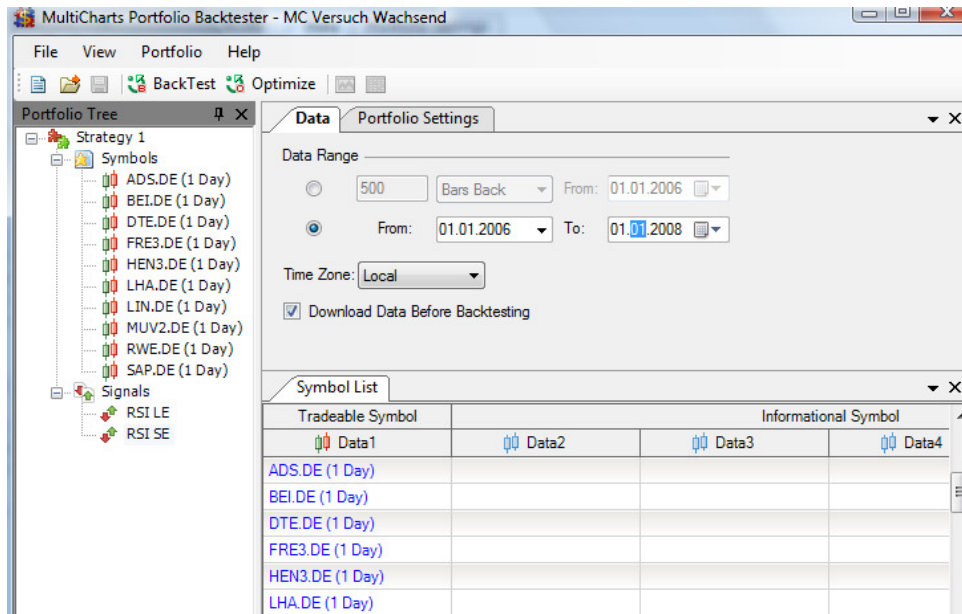 MultiCharts Portfolio Backtester - MC Versuch Wachsend
File View Portfolio Help
BackTest Optimize
Portfolio Tree
Strategy 1
Symbols
ADS.DE (1 Day)
BEI.DE (1 Day)
DTE.DE (1 Day)
FRE3.DE (1 Day)
HEN3.DE (1 Day)
LHA.DE (1 Day)
LIN.DE (1 Day)
MUV2.DE (1 Day)
RWE.DE (1 Day)
SAP.DE (1 Day)
Signals
RSI LE
RSI SE
Data Portfolio Settings
Data Range
500 Bars Back From: 01.01.2006
From: 01.01.2006 To: 01.01.2008
Time Zone: Local
Download Data Before Backtesting
Symbol List
Tradeable Symbol Informational Symbol
Data1 Data2 Data3 Data4
ADS.DE (1 Day)
BEI.DE (1 Day)
DTE.DE (1 Day)
FRE3.DE (1 Day)
HEN3.DE (1 Day)
LHA.DE (1 Day)